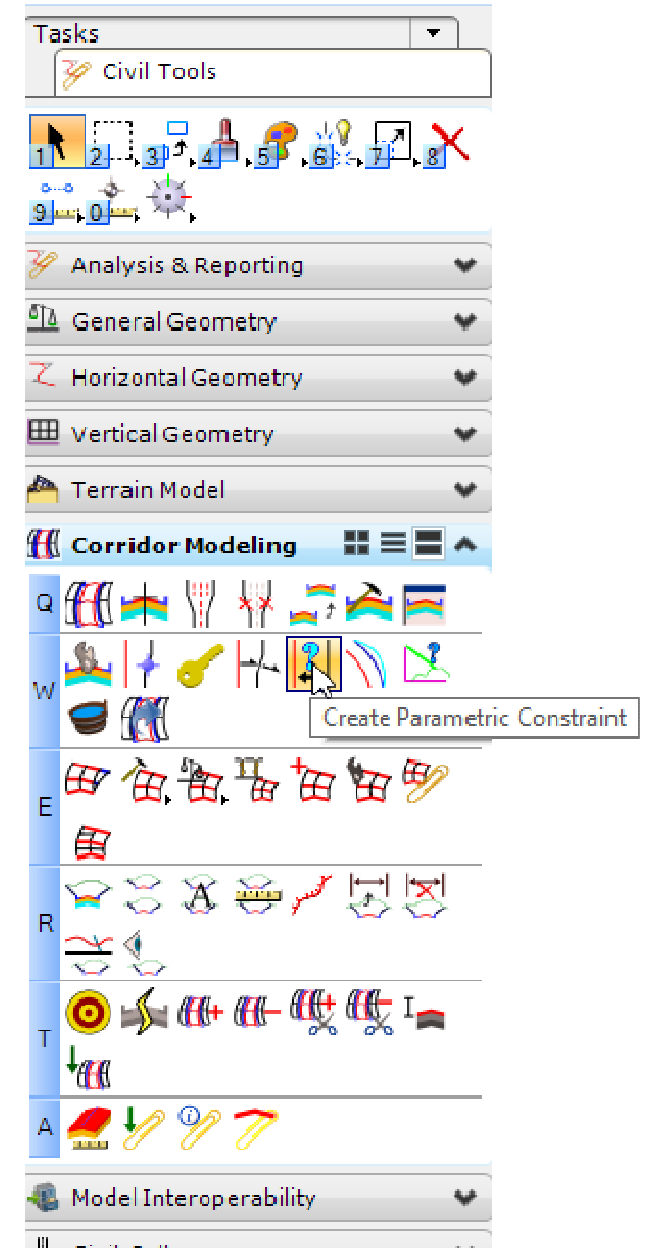 Tasks
Civil Tools
1 2 3 4 5 6 7 8
9 0
Analysis & Reporting
General Geometry
Horizontal Geometry
Vertical Geometry
Terrain Model
Corridor Modeling
Q
W
Create Parametric Constraint
E
R
A
T
I
A
Model Interoperability